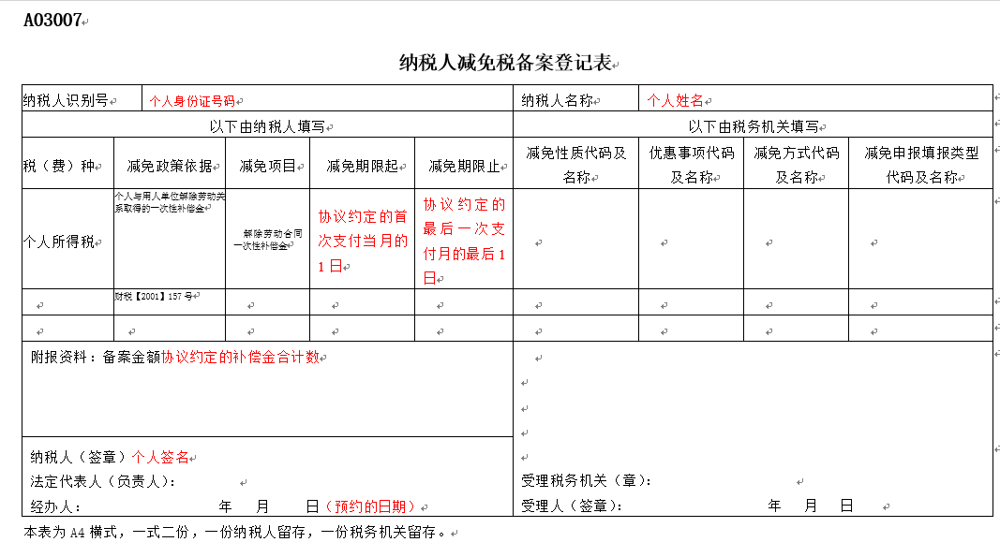 A03007
纳税人减免税备案登记表
纳税人识别号 个人身份证号码 纳税人名称 个人姓名
以下由纳税人填写 以下由税务机关填写
税（费）种 减免政策依据 减免项目 减免期限起 减免期限止 减免性质代码及名称 优惠事项代码及名称 减免方式代码及名称 减免申报填报类型代码及名称
个人所得税
个人与用人单位解除劳动关
系取得的一次性补偿金
解除劳动合同
一次性补偿金
协议约定的首
次支付当月的
1日
协议约定的
最后一次支
付月的最后1
日
财税【2001】157号
附报资料：备案金额协议约定的补偿金合计数
纳税人（签章）个人签名
法定代表人（负责人）：
经办人： 年 月 日（预约的日期）
受理税务机关（章）：
受理人（签章）： 年 月 日
本表为A4横式，一式二份，一份纳税人留存，一份税务机关留存。